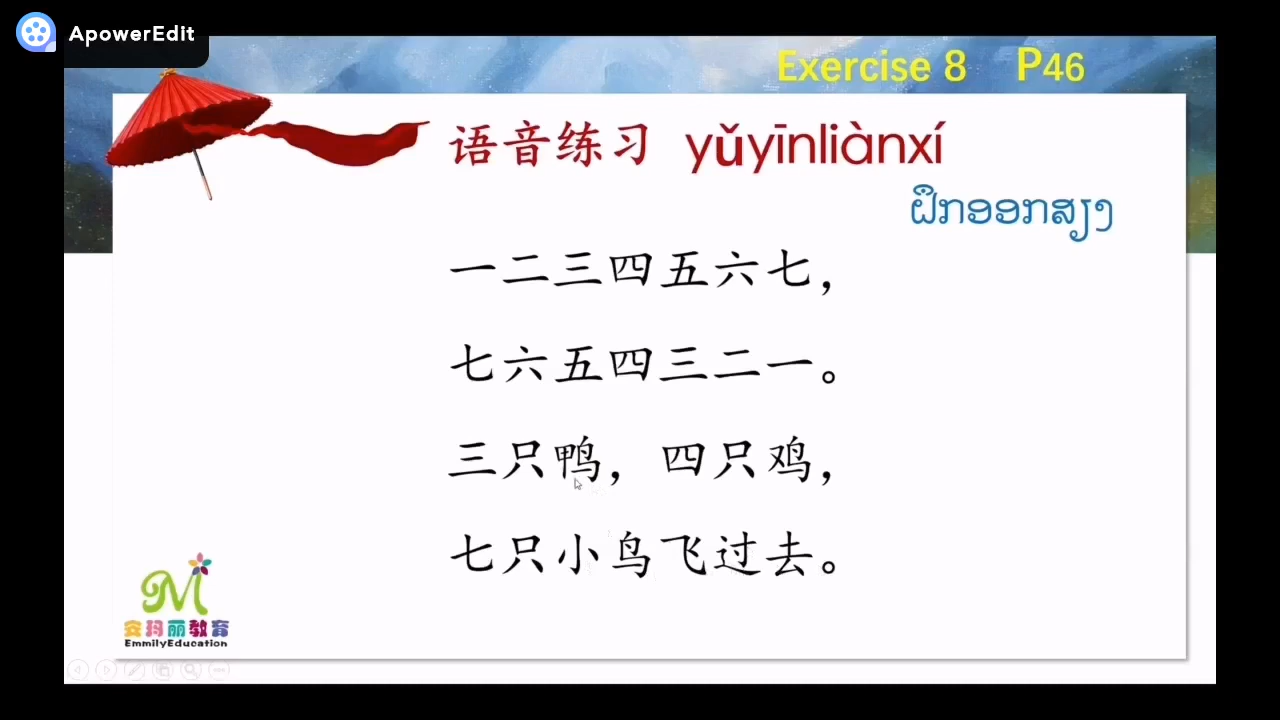 ApowerEdit
Exercise 8 P46
语音练习 yǔyīnliànxí
ຝຶກອອກສຽງ
一二三四五六七，
七六五四三二一。
三只鸭，四只鸡，
七只小鸟飞过去。
M
安玛丽教育
EmmilyEducation